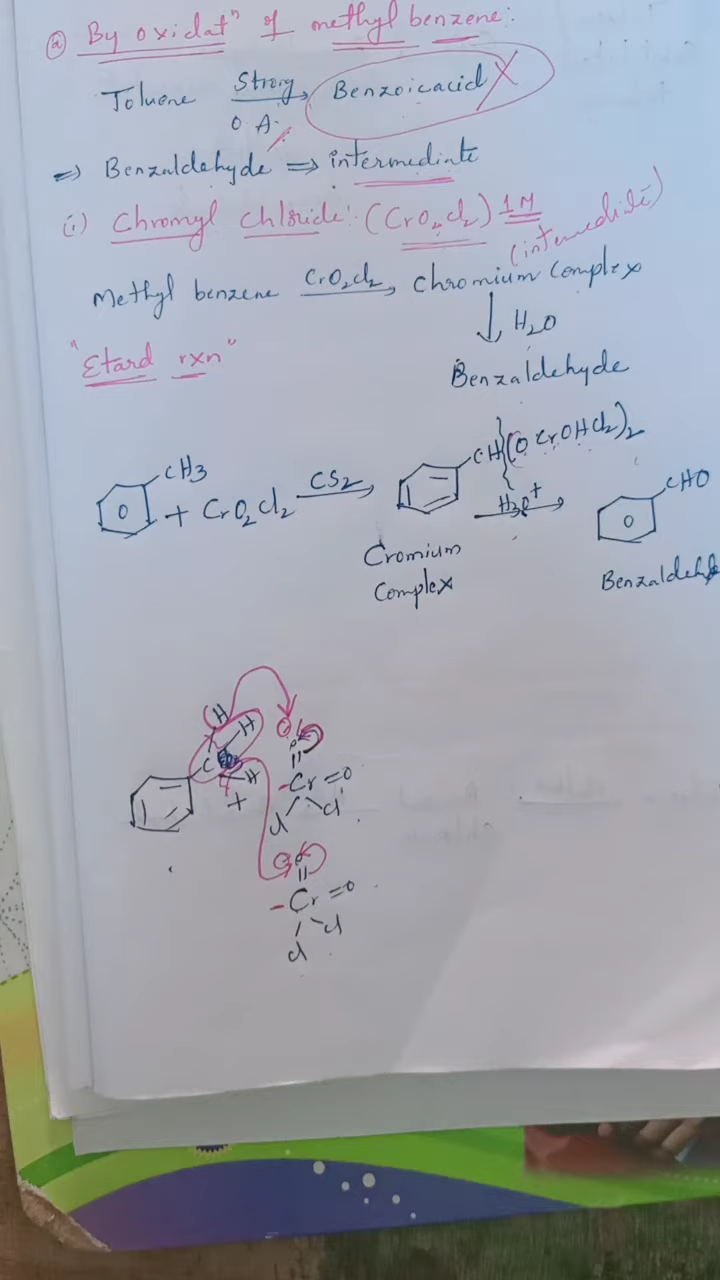 ⓐ By oxidatⁿ of methyl benzene:
Toluene Strong O.A. Benzoicacid X
=> Benzaldehyde => intermediate
(i) Chromyl Chloride: (CrO₂Cl₂) 1M
(intermediate)
Methyl benzene CrO₂Cl₂ Chromium Complex
↓ H₂O
"Etard rxn"
Benzaldehyde
CH3 + CrO₂Cl₂ CS₂ → CH(OCrOHCl₂)₂ H₃O⁺ → CHO
Cromium Complex
Benzaldehyde
H
H
C
H
+
O
Cr=O
Cl Cl
O
Cr=O
Cl Cl